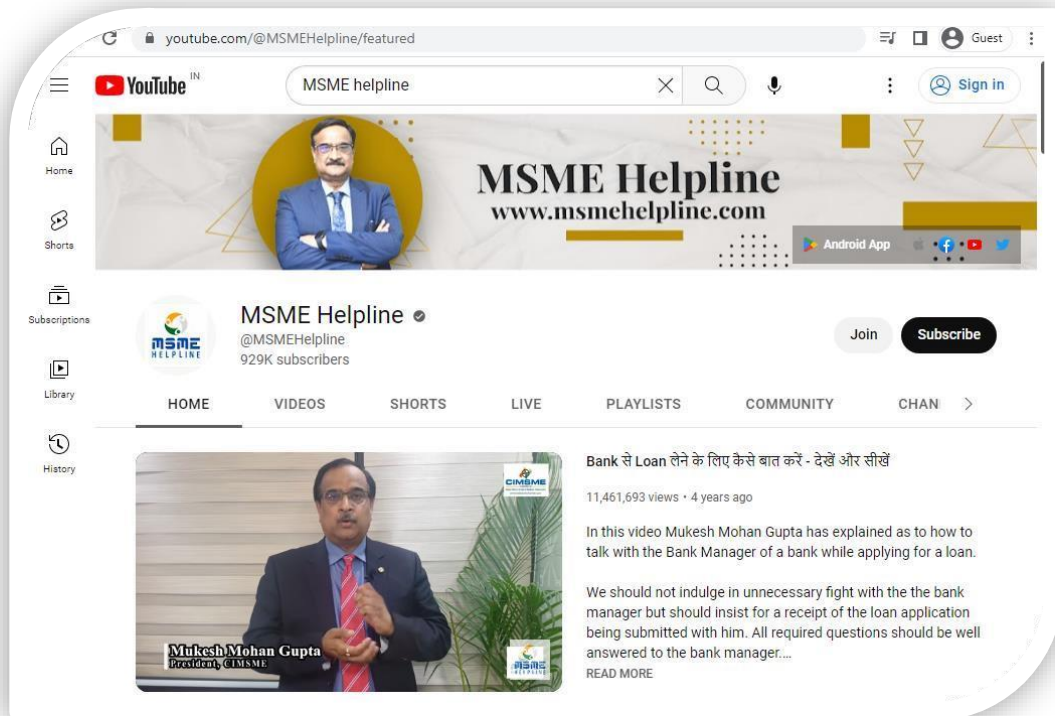 youtube.com/@MSMEHelpline/featured
Guest
YouTube IN
MSME helpline
Sign in
Home
Shorts
Subscriptions
Library
History
MSME Helpline
www.msmehelpline.com
Android App
MSME
HELPLINE
MSME Helpline
@MSMEHelpline
929K subscribers
Join
Subscribe
HOME VIDEOS SHORTS LIVE PLAYLISTS COMMUNITY CHAN
CIMSME
Mukesh Mohan Gupta
President, CIMSME
MSME
HELPLINE
Bank से Loan लेने के लिए कैसे बात करें - देखें और सीखें
11,461,693 views • 4 years ago
In this video Mukesh Mohan Gupta has explained as to how to
talk with the Bank Manager of a bank while applying for a loan.
We should not indulge in unnecessary fight with the the bank
manager but should insist for a receipt of the loan application
being submitted with him. All required questions should be well
answered to the bank manager....
READ MORE